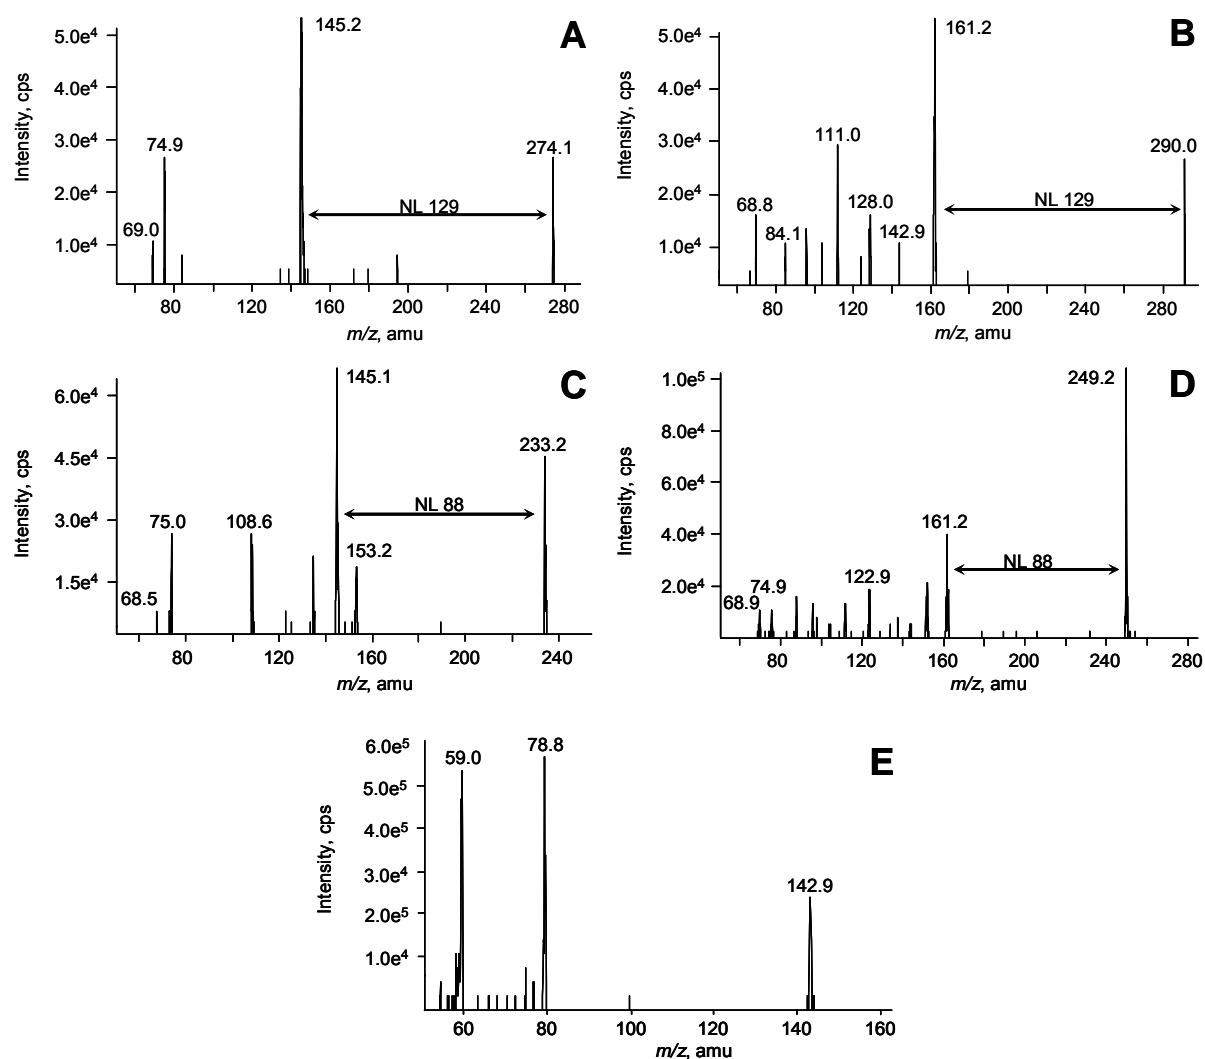 A
145.2
5.0e4
4.0e4
3.0e4
2.0e4
1.0e4
Intensity, cps
74.9
69.0
274.1
NL 129
80 120 160 200 240 280
m/z, amu
B
161.2
5.0e4
4.0e4
3.0e4
2.0e4
1.0e4
Intensity, cps
111.0
68.8
128.0
84.1
142.9
290.0
NL 129
80 120 160 200 240 280
m/z, amu
C
145.1
6.0e4
4.5e4
3.0e4
1.5e4
Intensity, cps
233.2
NL 88
75.0
108.6
153.2
68.5
80 120 160 200 240
m/z, amu
D
249.2
1.0e5
8.0e4
6.0e4
4.0e4
2.0e4
Intensity, cps
161.2
NL 88
122.9
74.9
68.9
80 120 160 200 240 280
m/z, amu
E
78.8
59.0
6.0e5
5.0e5
4.0e5
3.0e4
2.0e5
1.0e4
Intensity, cps
142.9
60 80 100 120 140 160
m/z, amu